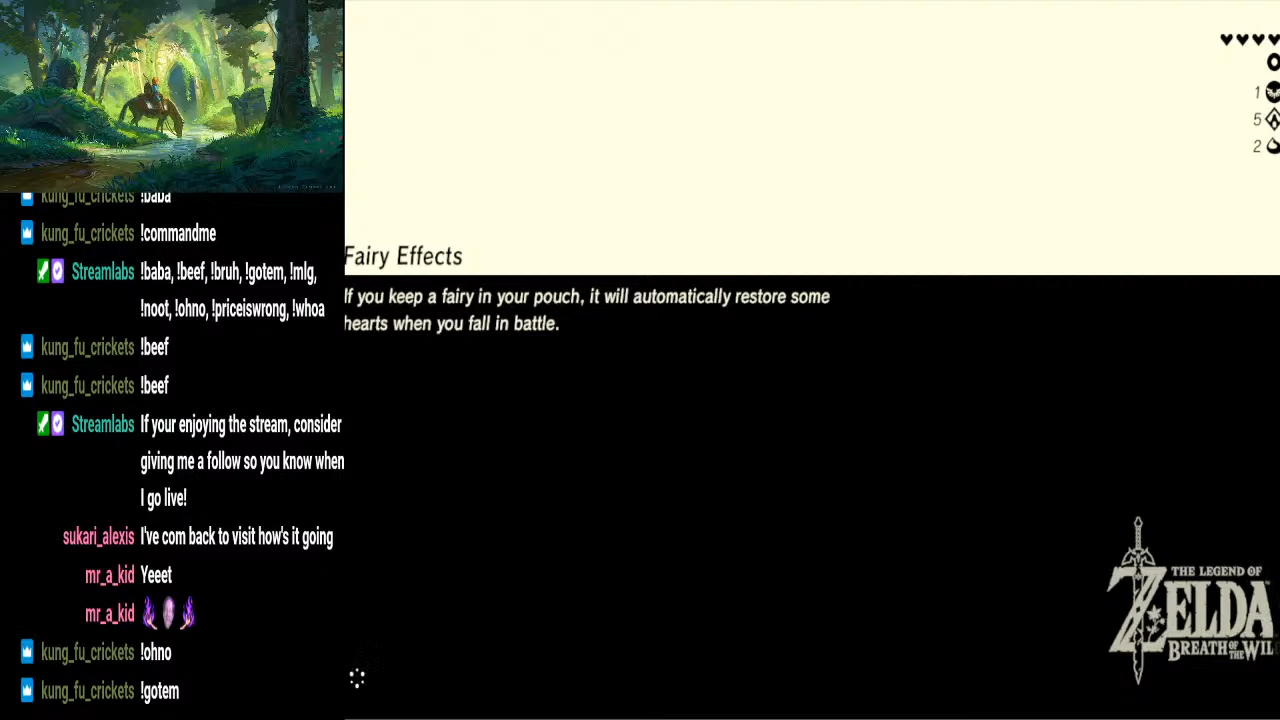 kung_fu_crickets !baba
kung_fu_crickets !commandme
Streamlabs !baba, !beef, !bruh, !gotem, !mlg,
!noot, !ohno, !priceiswrong, !whoa
kung_fu_crickets !beef
kung_fu_crickets !beef
Streamlabs If your enjoying the stream, consider
giving me a follow so you know when
I go live!
sukari_alexis I've com back to visit how's it going
mr_a_kid Yeeet
mr_a_kid
kung_fu_crickets !ohno
kung_fu_crickets !gotem
1
5
2
Fairy Effects
If you keep a fairy in your pouch, it will automatically restore some
hearts when you fall in battle.
THE LEGEND OF
ZELDA
BREATH OF THE WIL